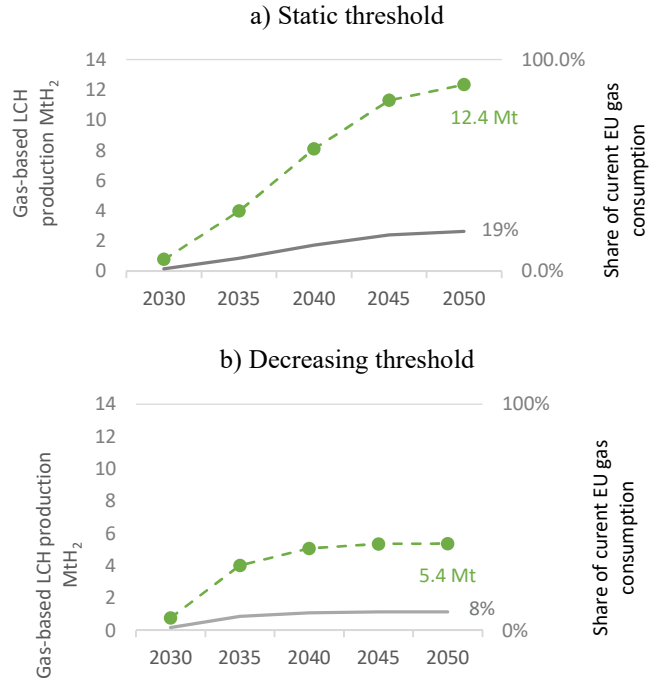 a) Static threshold
Gas-based LCH
production MtH₂
14
12
10
8
6
4
2
0
100.0%
0.0%
Share of curent EU gas
consumption
12.4 Mt
19%
2030 2035 2040 2045 2050
b) Decreasing threshold
Gas-based LCH production
MtH₂
14
12
10
8
6
4
2
0
100%
0%
Share of curent EU gas
consumption
5.4 Mt
8%
2030 2035 2040 2045 2050